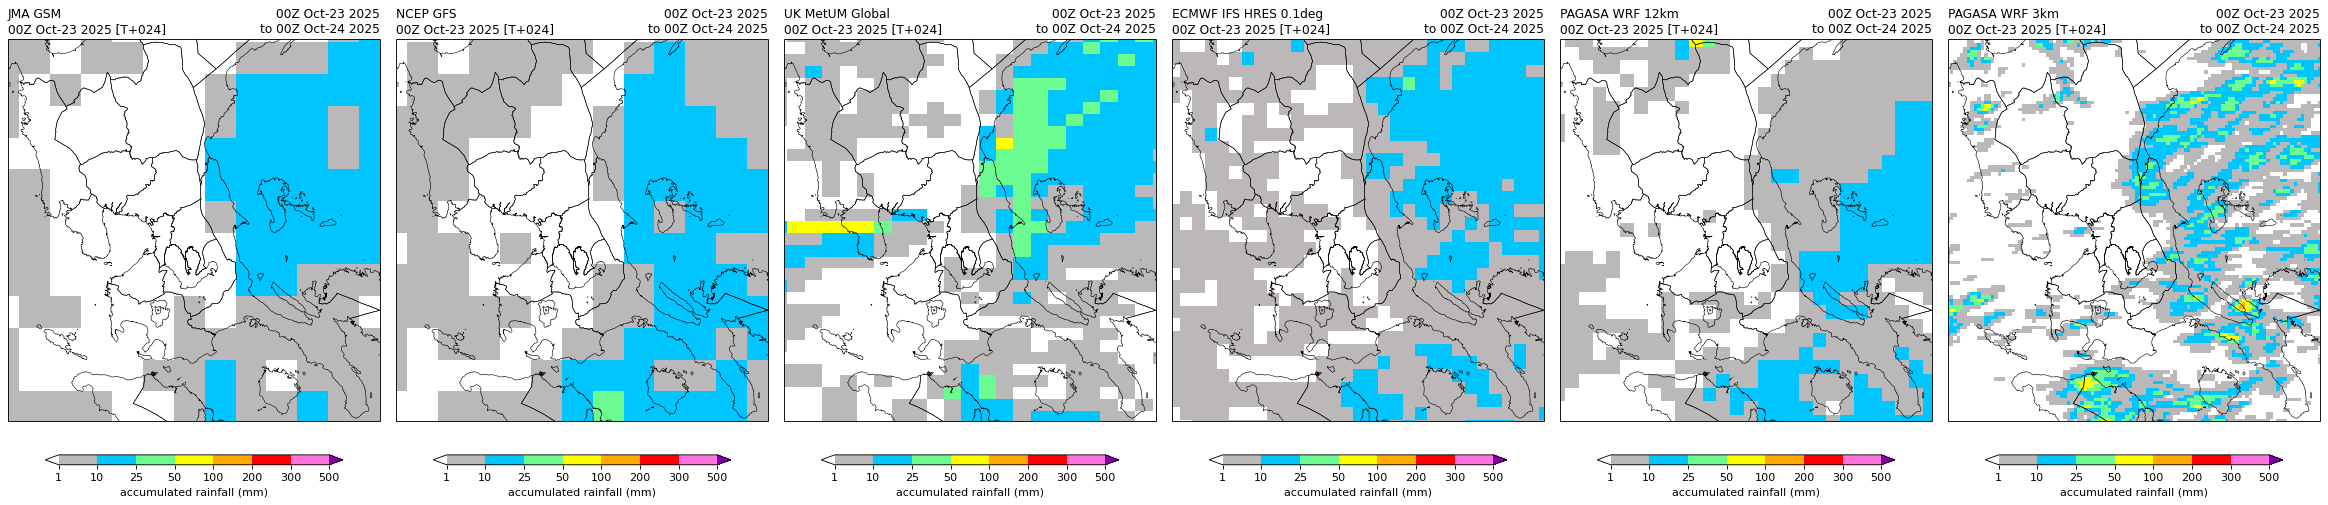 JMA GSM 00Z Oct-23 2025
00Z Oct-23 2025 [T+024] to 00Z Oct-24 2025
1 10 25 50 100 200 300 500
accumulated rainfall (mm)
NCEP GFS 00Z Oct-23 2025
00Z Oct-23 2025 [T+024] to 00Z Oct-24 2025
1 10 25 50 100 200 300 500
accumulated rainfall (mm)
UK MetUM Global 00Z Oct-23 2025
00Z Oct-23 2025 [T+024] to 00Z Oct-24 2025
1 10 25 50 100 200 300 500
accumulated rainfall (mm)
ECMWF IFS HRES 0.1deg 00Z Oct-23 2025
00Z Oct-23 2025 [T+024] to 00Z Oct-24 2025
1 10 25 50 100 200 300 500
accumulated rainfall (mm)
PAGASA WRF 12km 00Z Oct-23 2025
00Z Oct-23 2025 [T+024] to 00Z Oct-24 2025
1 10 25 50 100 200 300 500
accumulated rainfall (mm)
PAGASA WRF 3km 00Z Oct-23 2025
00Z Oct-23 2025 [T+024] to 00Z Oct-24 2025
1 10 25 50 100 200 300 500
accumulated rainfall (mm)